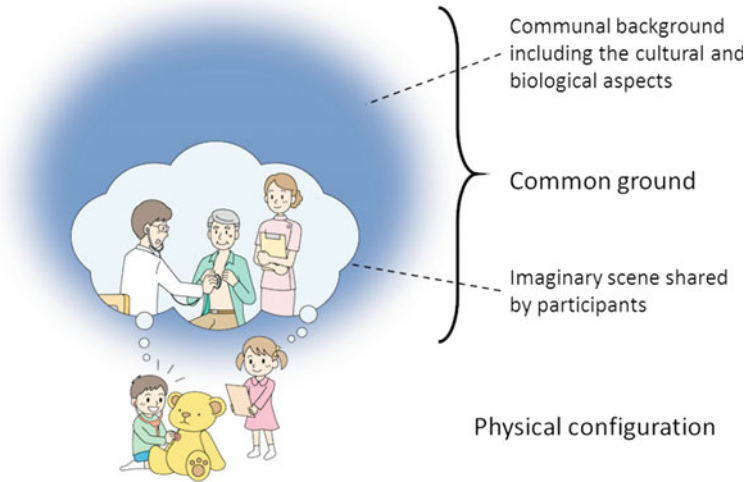 Communal background
including the cultural and
biological aspects
Common ground
Imaginary scene shared
by participants
Physical configuration